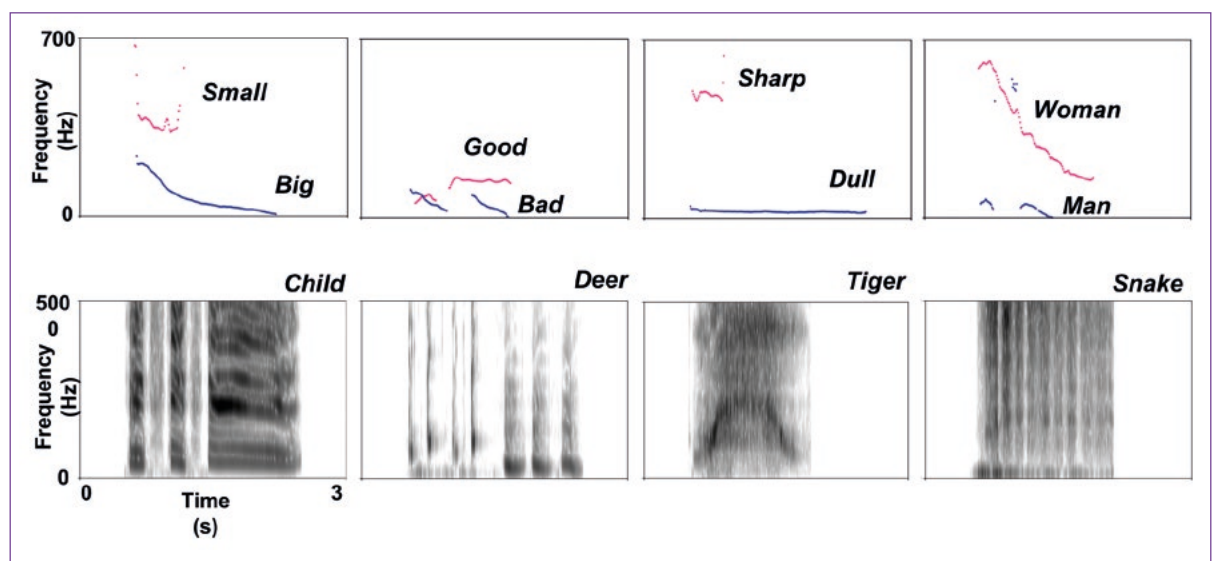 700
Frequency
(Hz)
0
Small
Big
Good
Bad
Sharp
Dull
Woman
Man
Child
Deer
Tiger
Snake
500
0
Frequency
(Hz)
0
0
Time
(s)
3